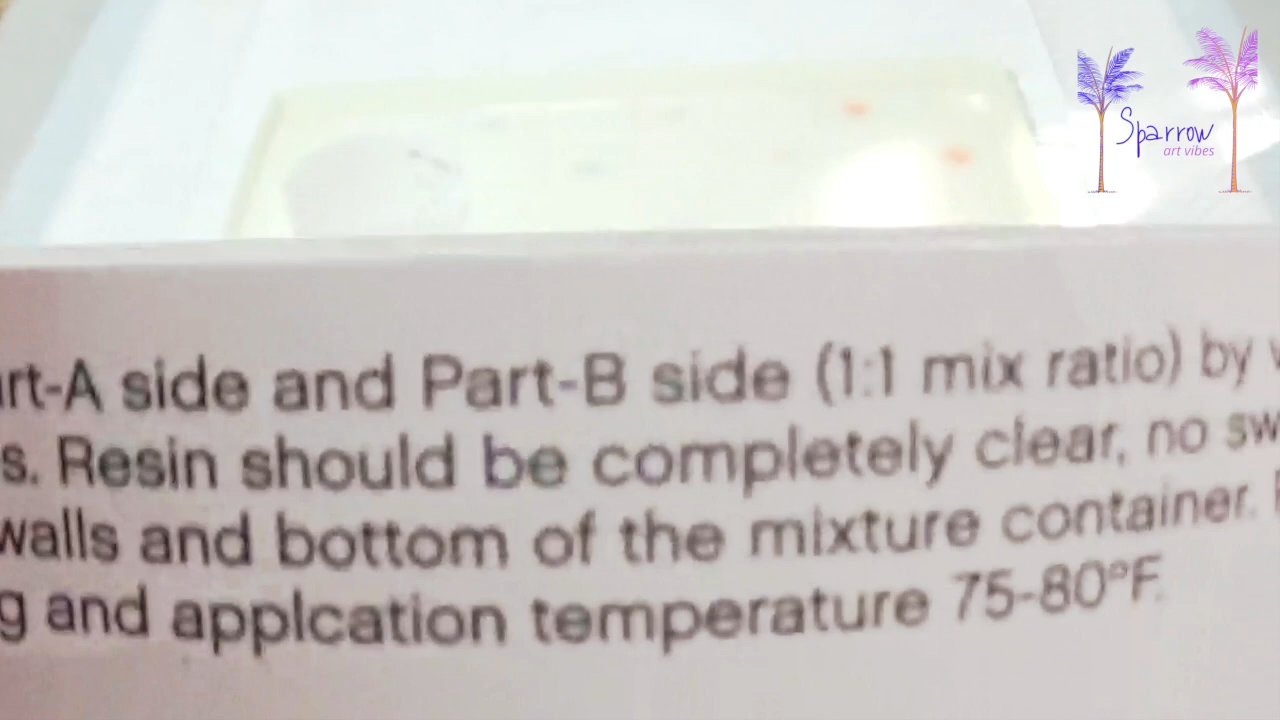 Sparrow
art vibes
rt-A side and Part-B side (1:1 mix ratio) by
s. Resin should be completely clear, no sw
walls and bottom of the mixture container.
g and applcation temperature 75-80°F.